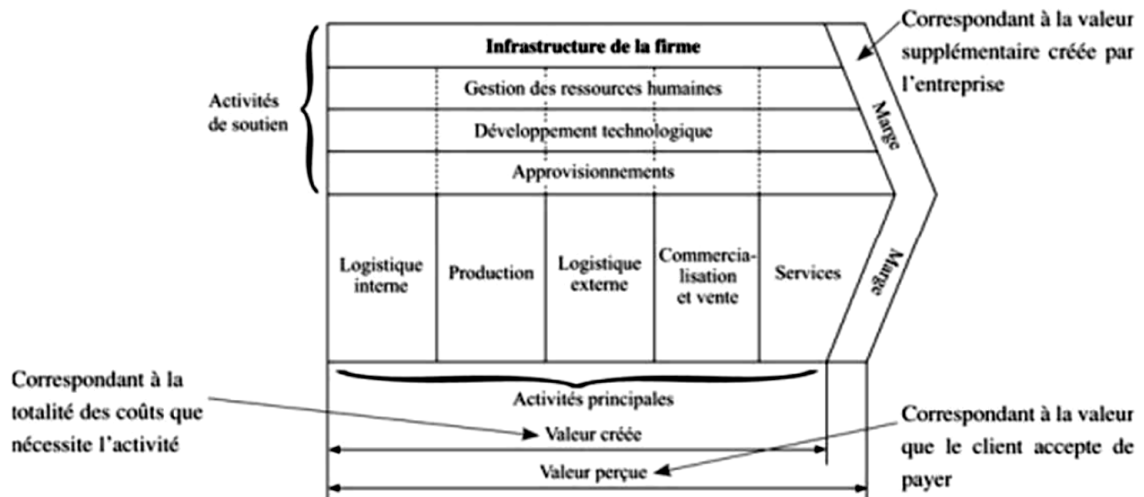 Correspondant à la valeur
supplémentaire créée par
l'entreprise
Infrastructure de la firme
Gestion des ressources humaines
Activités
de soutien
Développement technologique
Approvisionnements
Marge
Logistique
interne
Production
Logistique
externe
Commercia-
lisation
et vente
Services
Marge
Activités principales
Correspondant à la
totalité des coûts que
nécessite l'activité
Valeur créée
Valeur perçue
Correspondant à la valeur
que le client accepte de
payer